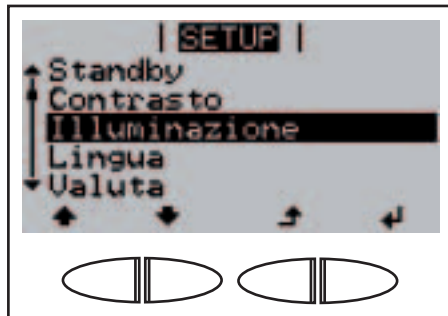 SETUP
Standby
Contrasto
Illuminazione
Lingua
Valuta